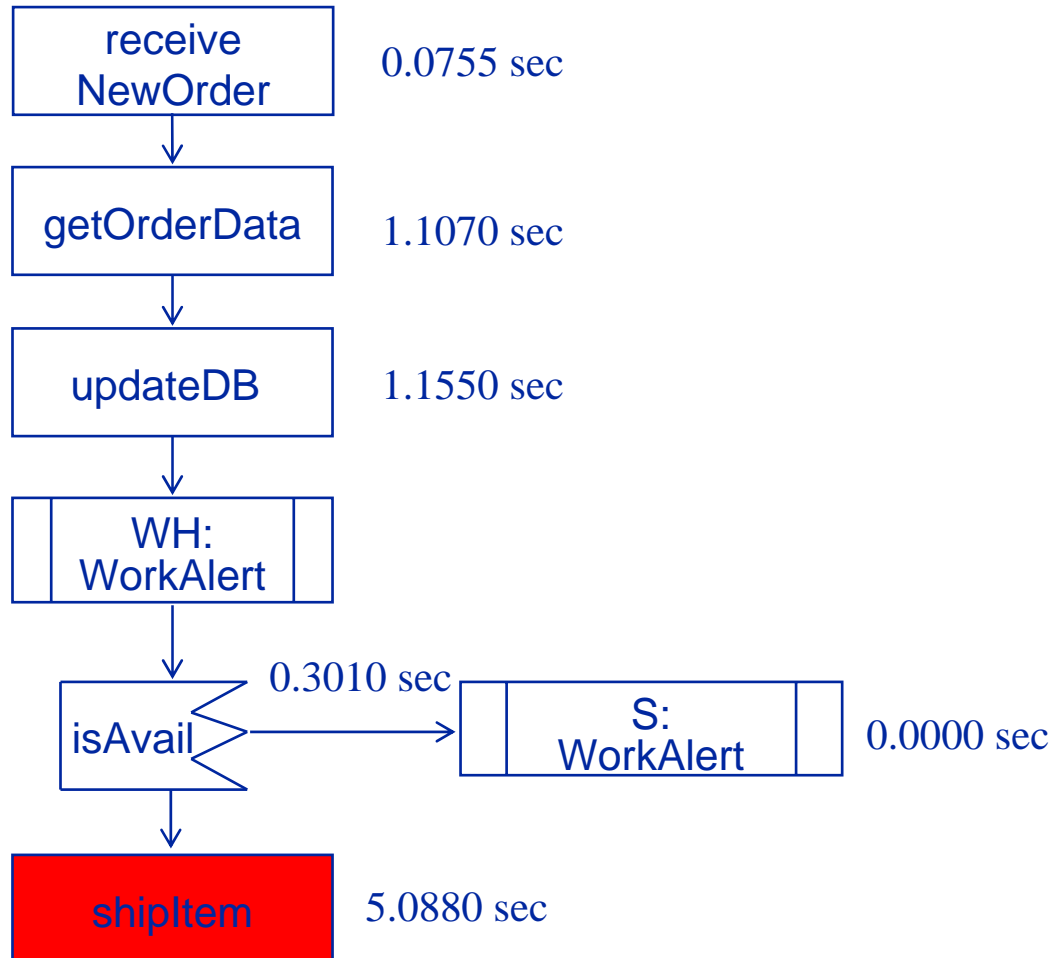 receive
NewOrder
0.0755 sec
getOrderData
1.1070 sec
updateDB
1.1550 sec
WH:
WorkAlert
0.3010 sec
isAvail
S:
WorkAlert
0.0000 sec
shipItem
5.0880 sec